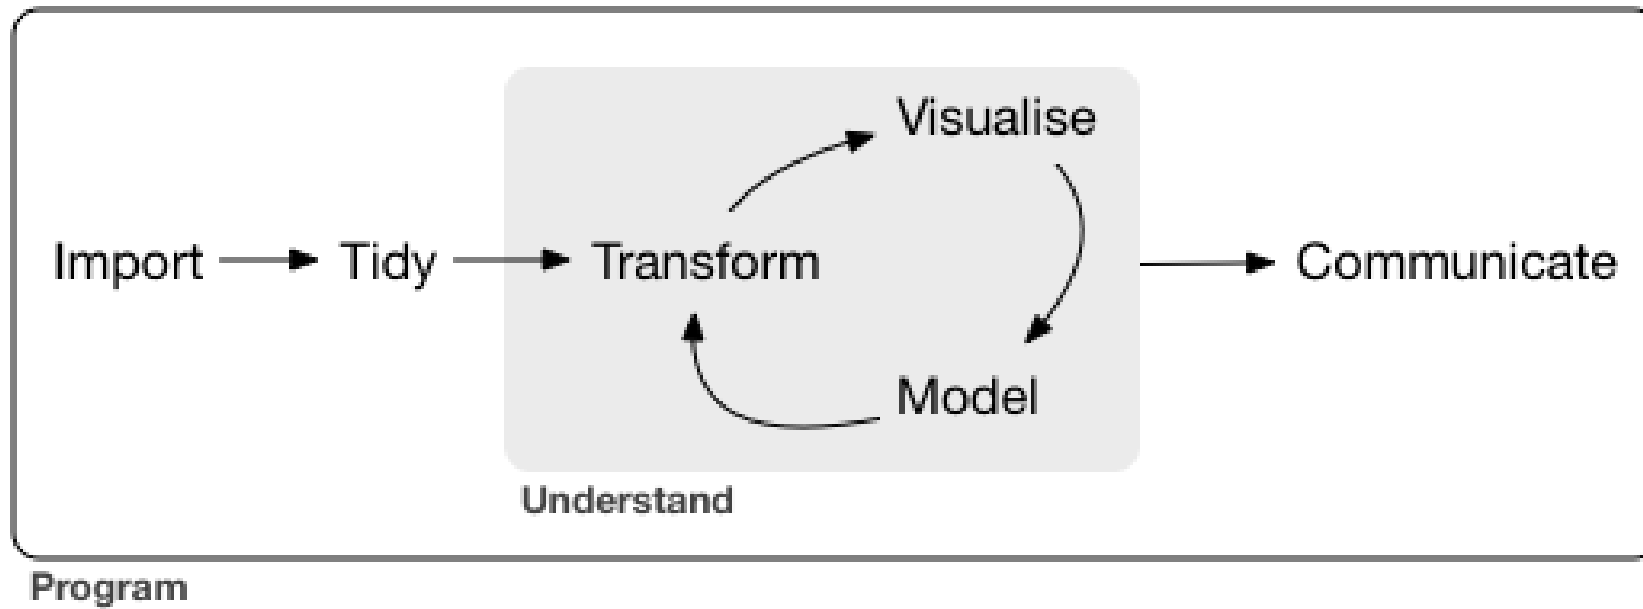 Visualise
Import Tidy Transform Communicate
Model
Understand
Program